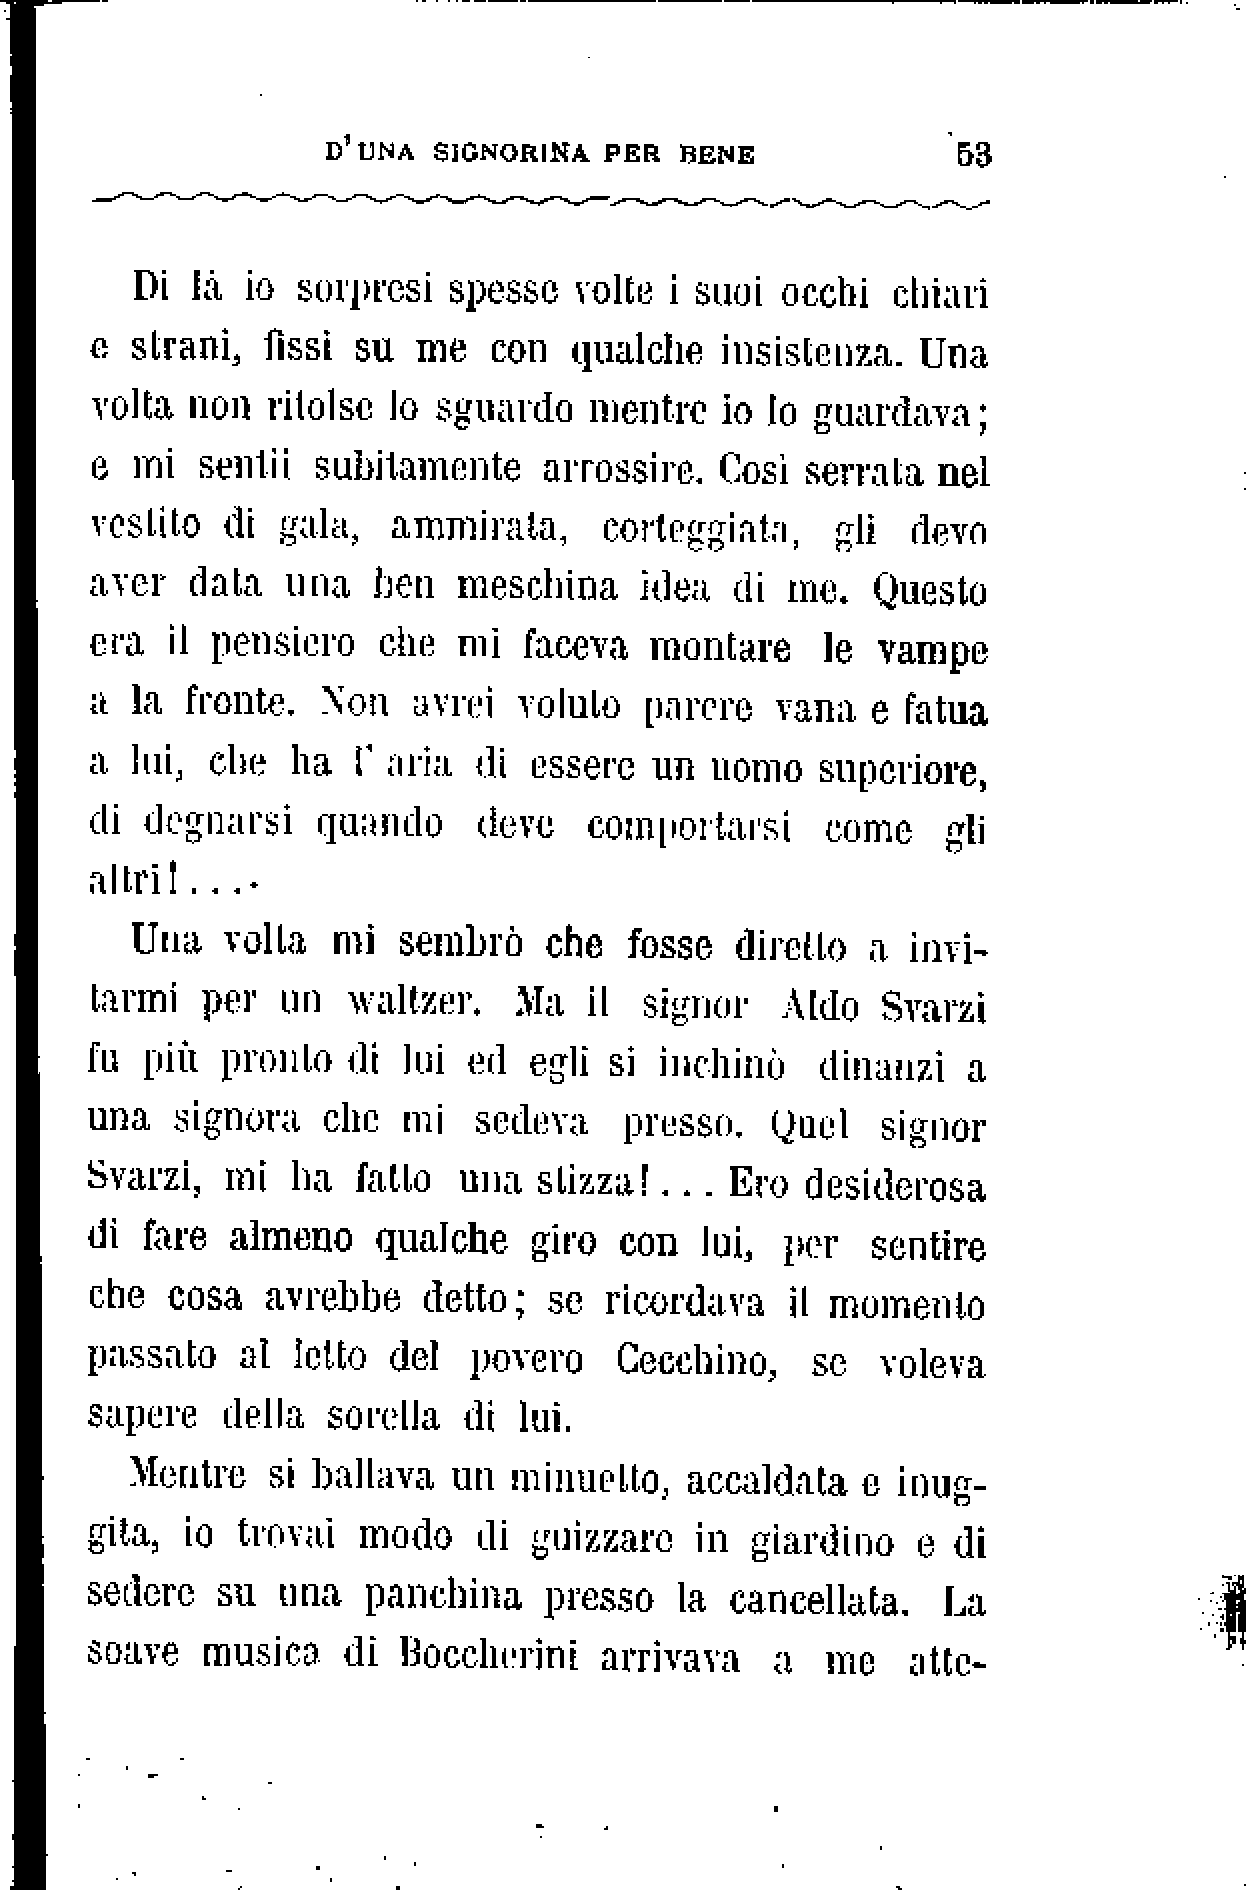 D'UNA SIGNORINA PER BENE 53
Di là io sorpresi spesse volte i suoi occhi chiari
e strani, fissi su me con qualche insistenza. Una
volta non ritolse lo sguardo mentre io lo guardava;
e mi sentii subitamente arrossire. Così serrata nel
vestito di gala, ammirata, corteggiata, gli devo
aver data una ben meschina idea di me. Questo
era il pensiero che mi faceva montare le vampe
a la fronte. Non avrei voluto parere vana e fatua
a lui, che ha l'aria di essere un uomo superiore,
di degnarsi quando deve comportarsi come gli
altri!....
Una volta mi sembrò che fosse diretto a invi-
tarmi per un waltzer. Ma il signor Aldo Svarzi
fu più pronto di lui ed egli si inchinò dinanzi a
una signora che mi sedeva presso. Quel signor
Svarzi, mi ha fatto una stizza!... Ero desiderosa
di fare almeno qualche giro con lui, per sentire
che cosa avrebbe detto; se ricordava il momento
passato al letto del povero Cecchino, se voleva
sapere della sorella di lui.
Mentre si ballava un minuetto, accaldata e inug-
gita, io trovai modo di guizzare in giardino e di
sedere su una panchina presso la cancellata. La
soave musica di Boccherini arrivava a me atte-